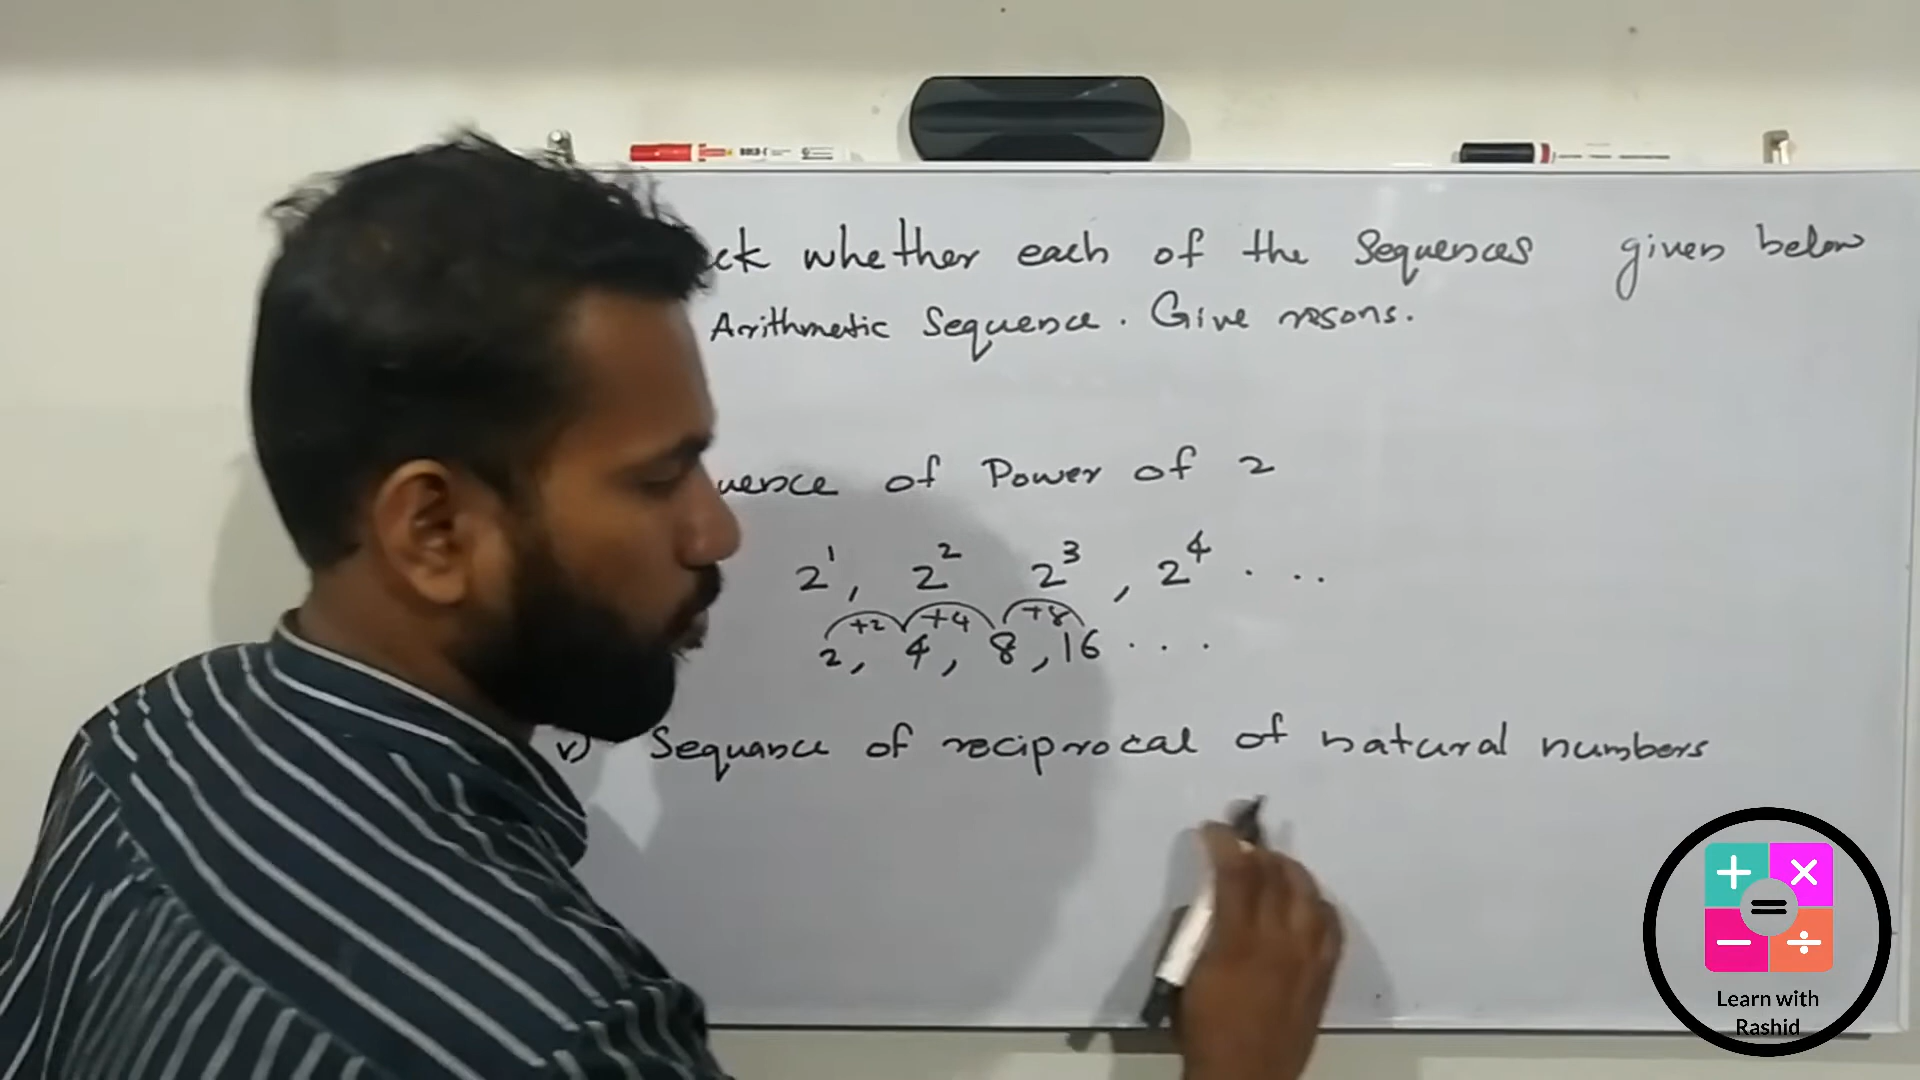 whether each of the Sequences given below
Arithmetic Sequence. Give resons.
of Power of 2
2¹, 2² 2³, 2⁴ . . .
+2 +4 +8
2, 4, 8, 16 . . .
v) Sequance of reciprocal of natural numbers
+ ×
=
− ÷
Learn with
Rashid